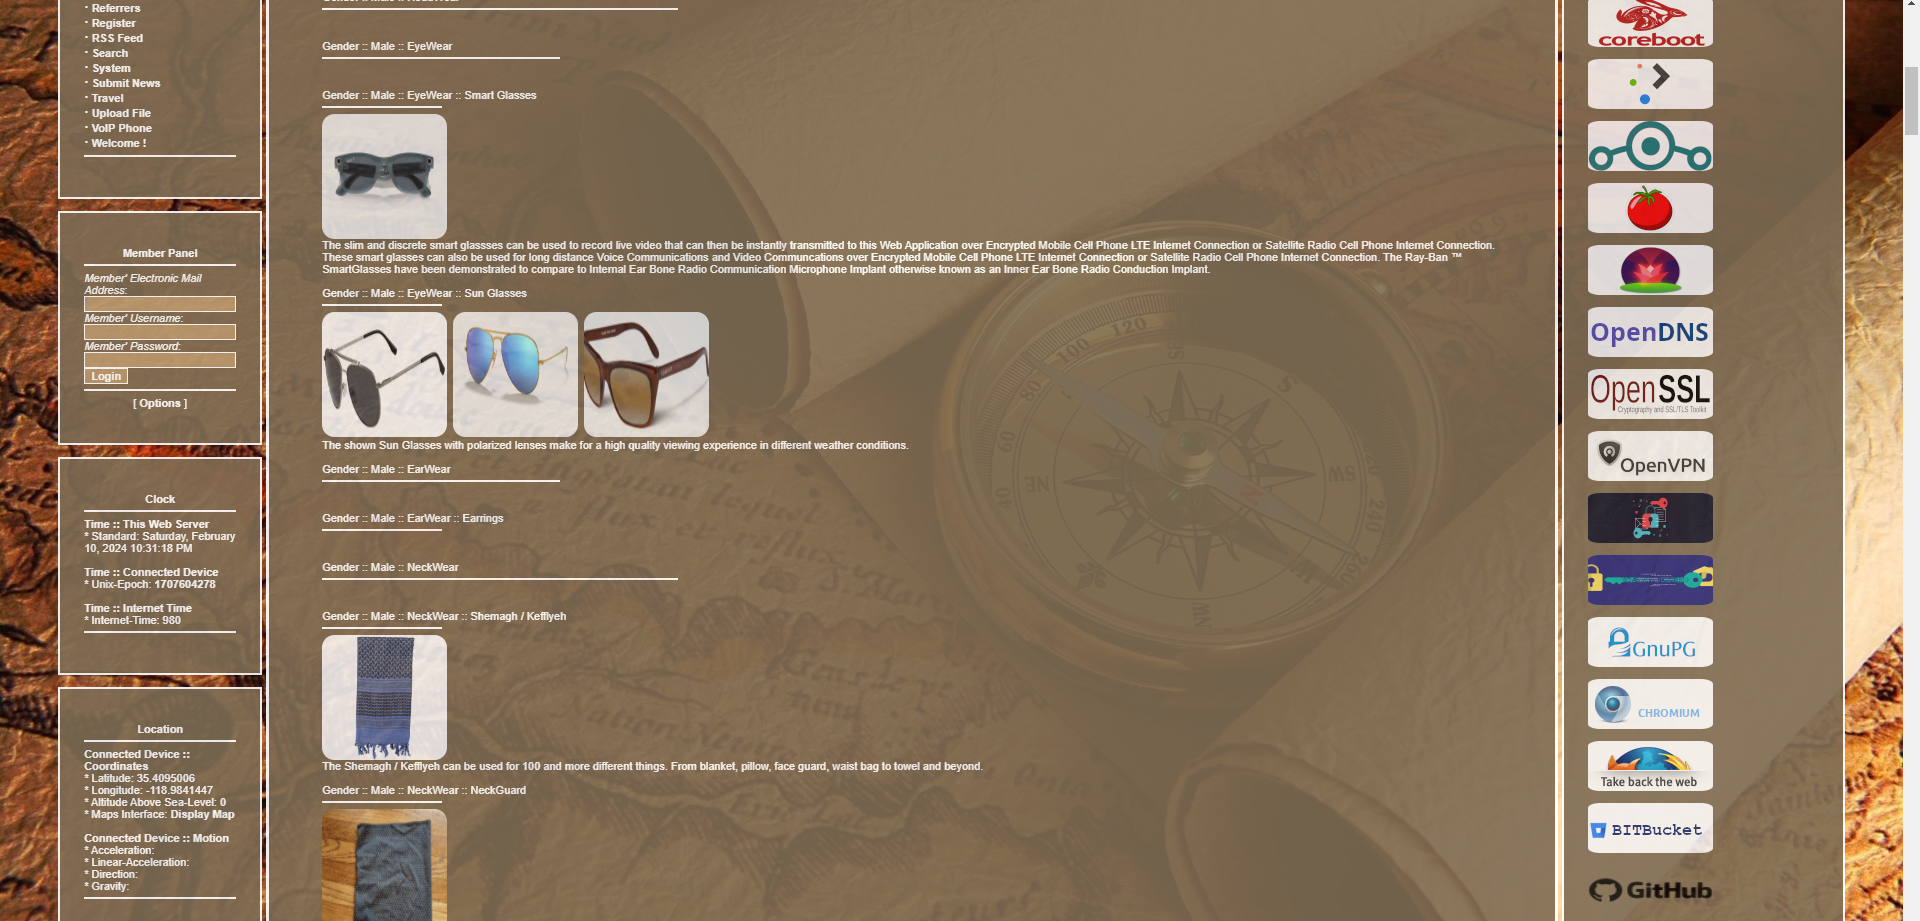 · Referrers
· Register
· RSS Feed
· Search
· System
· Submit News
· Travel
· Upload File
· VoIP Phone
· Welcome !
Member Panel
Member' Electronic Mail
Address:
Member' Username:
Member' Password:
Login
[ Options ]
Clock
Time :: This Web Server
* Standard: Saturday, February
10, 2024 10:31:18 PM
Time :: Connected Device
* Unix-Epoch: 1707604278
Time :: Internet Time
* Internet-Time: 980
Location
Connected Device ::
Coordinates
* Latitude: 35.4095006
* Longitude: -118.9841447
* Altitude Above Sea-Level: 0
* Maps Interface: Display Map
Connected Device :: Motion
* Acceleration:
* Linear-Acceleration:
* Direction:
* Gravity:
Gender :: Male :: EyeWear
Gender :: Male :: EyeWear :: Smart Glasses
The slim and discrete smart glassses can be used to record live video that can then be instantly transmitted to this Web Application over Encrypted Mobile Cell Phone LTE Internet Connection or Satellite Radio Cell Phone Internet Connection.
These smart glasses can also be used for long distance Voice Communications and Video Communcations over Encrypted Mobile Cell Phone LTE Internet Connection or Satellite Radio Cell Phone Internet Connection. The Ray-Ban ™
SmartGlasses have been demonstrated to compare to Internal Ear Bone Radio Communication Microphone Implant otherwise known as an Inner Ear Bone Radio Conduction Implant.
Gender :: Male :: EyeWear :: Sun Glasses
The shown Sun Glasses with polarized lenses make for a high quality viewing experience in different weather conditions.
Gender :: Male :: EarWear
Gender :: Male :: EarWear :: Earrings
Gender :: Male :: NeckWear
Gender :: Male :: NeckWear :: Shemagh / Kefflyeh
The Shemagh / Kefflyeh can be used for 100 and more different things. From blanket, pillow, face guard, waist bag to towel and beyond.
Gender :: Male :: NeckWear :: NeckGuard
coreboot
OpenDNS
OpenSSL
Cryptography and SSL/TLS Toolkit
OpenVPN
GnuPG
CHROMIUM
Take back the web
BITBucket
GitHub